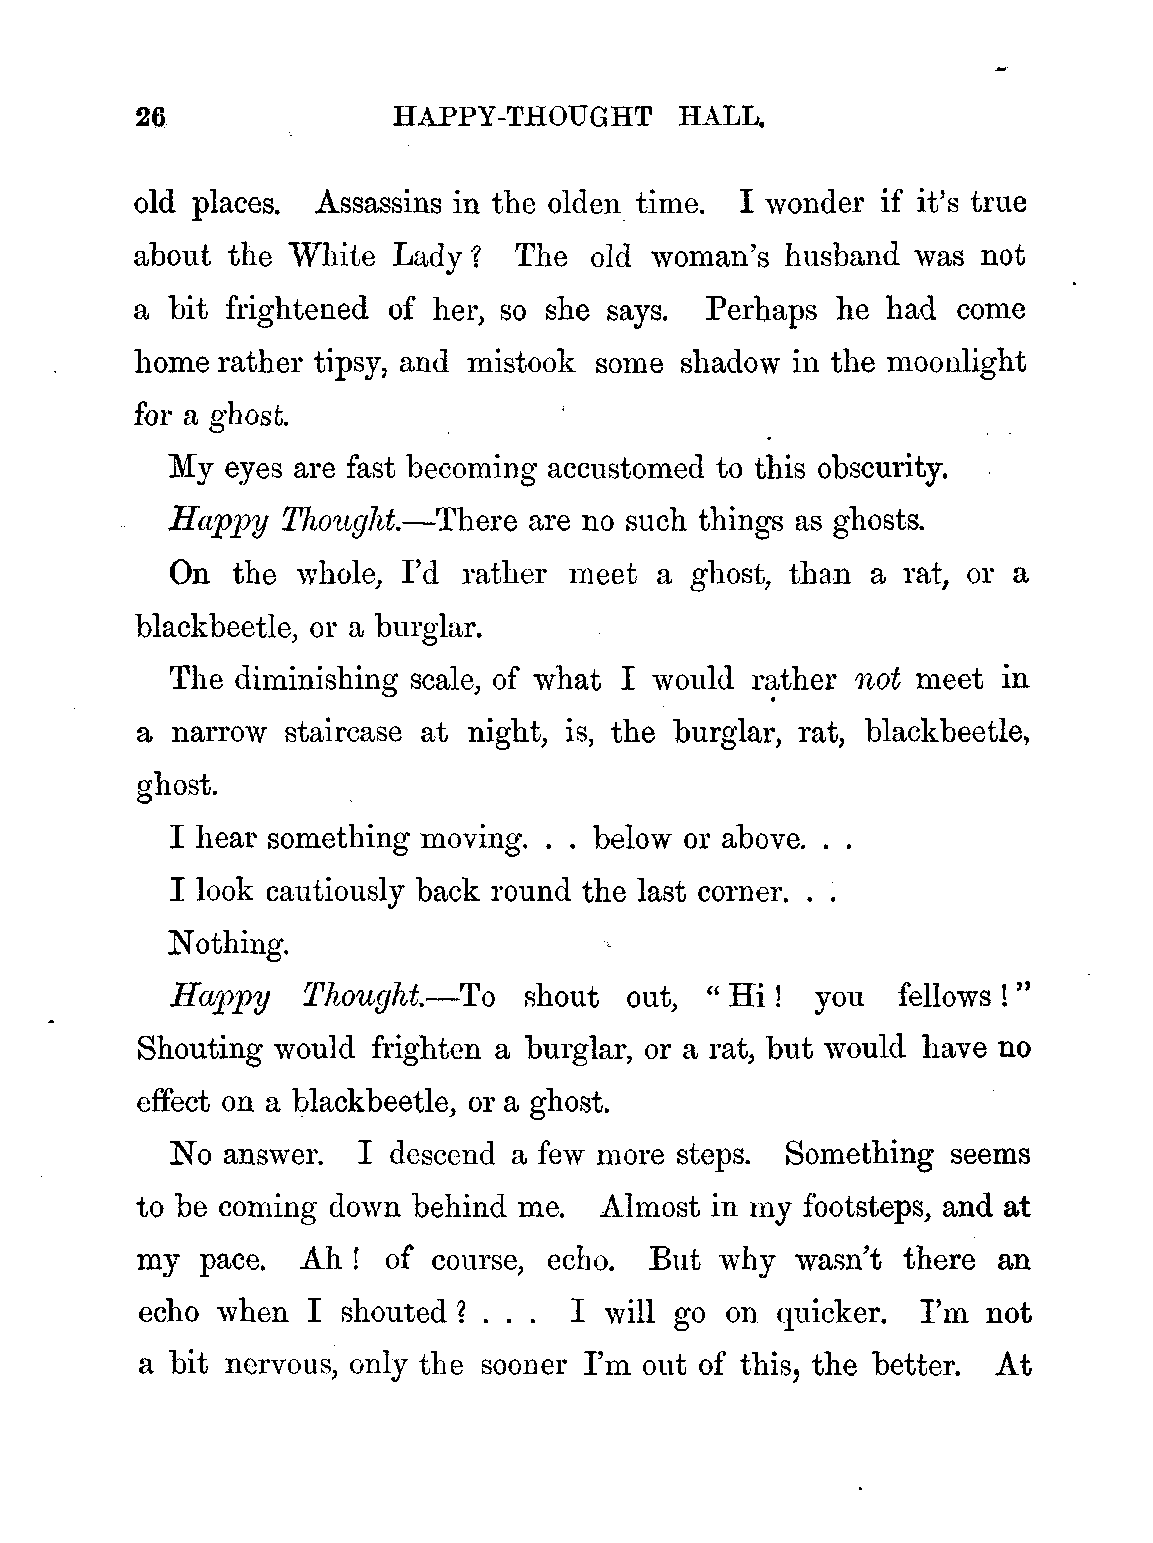 26 HAPPY-THOUGHT HALL.
old places. Assassins in the olden time. I wonder if it's true
about the White Lady? The old woman's husband was not
a bit frightened of her, so she says. Perhaps he had come
home rather tipsy, and mistook some shadow in the moonlight
for a ghost.
My eyes are fast becoming accustomed to this obscurity.
Happy Thought.—There are no such things as ghosts.
On the whole, I'd rather meet a ghost, than a rat, or a
blackbeetle, or a burglar.
The diminishing scale, of what I would rather not meet in
a narrow staircase at night, is, the burglar, rat, blackbeetle,
ghost.
I hear something moving. . . below or above. . .
I look cautiously back round the last corner. . .
Nothing.
Happy Thought.—To shout out, "Hi! you fellows!"
Shouting would frighten a burglar, or a rat, but would have no
effect on a blackbeetle, or a ghost.
No answer. I descend a few more steps. Something seems
to be coming down behind me. Almost in my footsteps, and at
my pace. Ah! of course, echo. But why wasn't there an
echo when I shouted? . . . I will go on quicker. I'm not
a bit nervous, only the sooner I'm out of this, the better. At